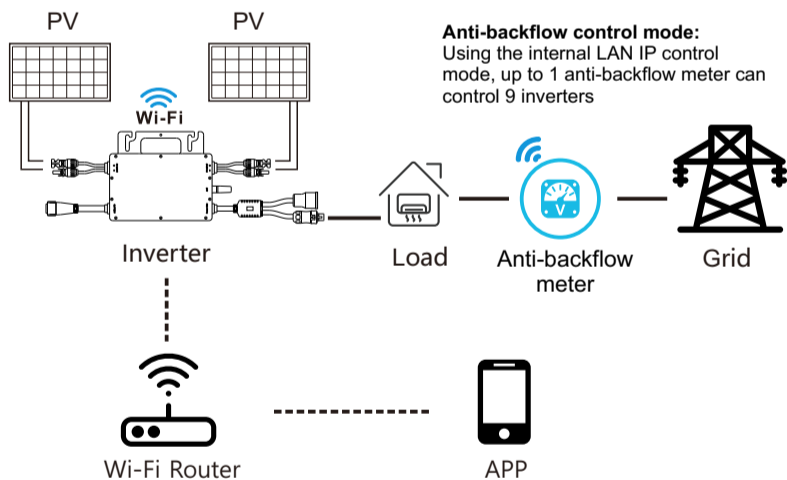 PV
PV
Anti-backflow control mode:
Using the internal LAN IP control
mode, up to 1 anti-backflow meter can
control 9 inverters
Wi-Fi
V
Inverter
Load
Anti-backflow
meter
Grid
Wi-Fi Router
APP